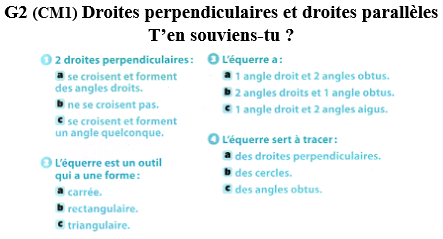 G2 (CM1) Droites perpendiculaires et droites parallèles
T'en souviens-tu ?
1 2 droites perpendiculaires :
a se croisent et forment
des angles droits.
b ne se croisent pas.
c se croisent et forment
un angle quelconque.
2 L'équerre est un outil
qui a une forme :
a carrée.
b rectangulaire.
c triangulaire.
3 L'équerre a :
a 1 angle droit et 2 angles obtus.
b 2 angles droits et 1 angle obtus.
c 1 angle droit et 2 angles aigus.
4 L'équerre sert à tracer :
a des droites perpendiculaires.
b des cercles.
c des angles obtus.